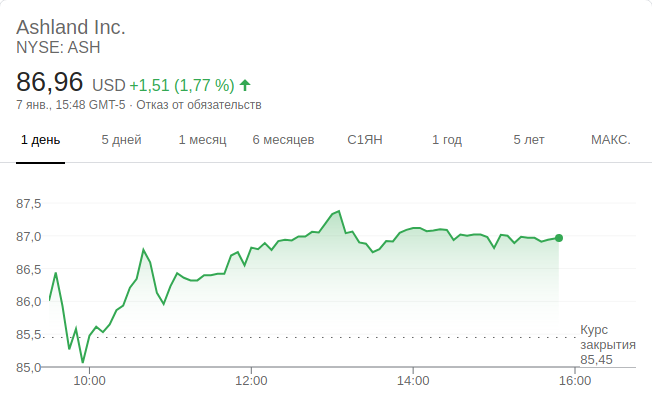 Ashland Inc.
NYSE: ASH
86,96 USD +1,51 (1,77 %)
7 янв., 15:48 GMT-5 · Отказ от обязательств
1 день 5 дней 1 месяц 6 месяцев С1ЯН 1 год 5 лет МАКС.
87,5
87,0
86,5
86,0
85,5
85,0
Курс
закрытия
85,45
10:00 12:00 14:00 16:00